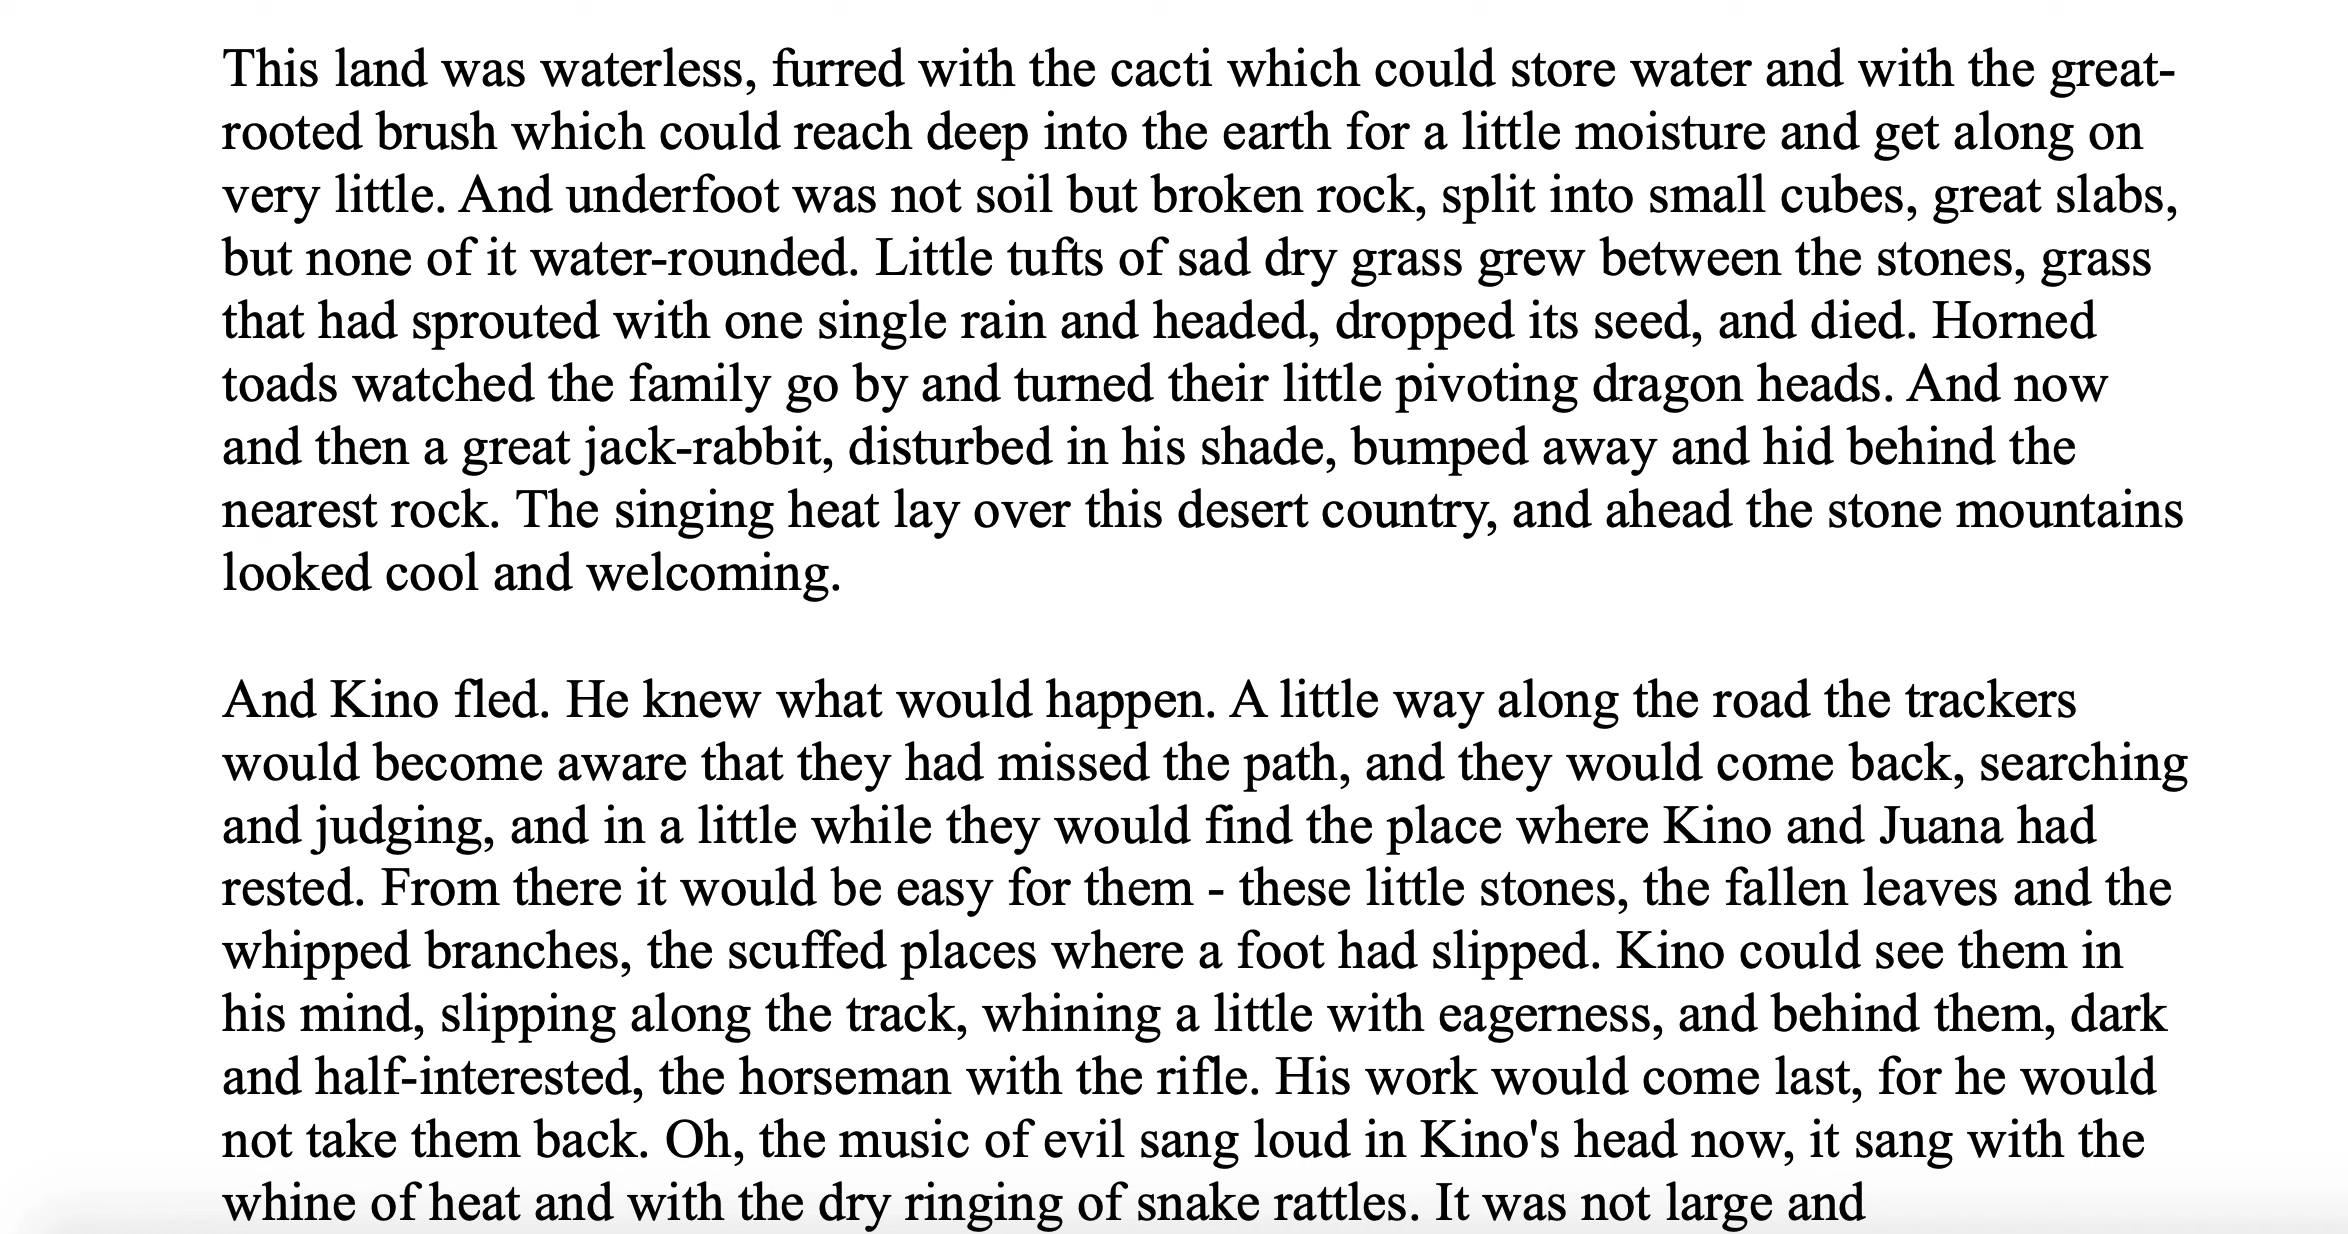 This land was waterless, furred with the cacti which could store water and with the great-
rooted brush which could reach deep into the earth for a little moisture and get along on
very little. And underfoot was not soil but broken rock, split into small cubes, great slabs,
but none of it water-rounded. Little tufts of sad dry grass grew between the stones, grass
that had sprouted with one single rain and headed, dropped its seed, and died. Horned
toads watched the family go by and turned their little pivoting dragon heads. And now
and then a great jack-rabbit, disturbed in his shade, bumped away and hid behind the
nearest rock. The singing heat lay over this desert country, and ahead the stone mountains
looked cool and welcoming.
And Kino fled. He knew what would happen. A little way along the road the trackers
would become aware that they had missed the path, and they would come back, searching
and judging, and in a little while they would find the place where Kino and Juana had
rested. From there it would be easy for them - these little stones, the fallen leaves and the
whipped branches, the scuffed places where a foot had slipped. Kino could see them in
his mind, slipping along the track, whining a little with eagerness, and behind them, dark
and half-interested, the horseman with the rifle. His work would come last, for he would
not take them back. Oh, the music of evil sang loud in Kino's head now, it sang with the
whine of heat and with the dry ringing of snake rattles. It was not large and